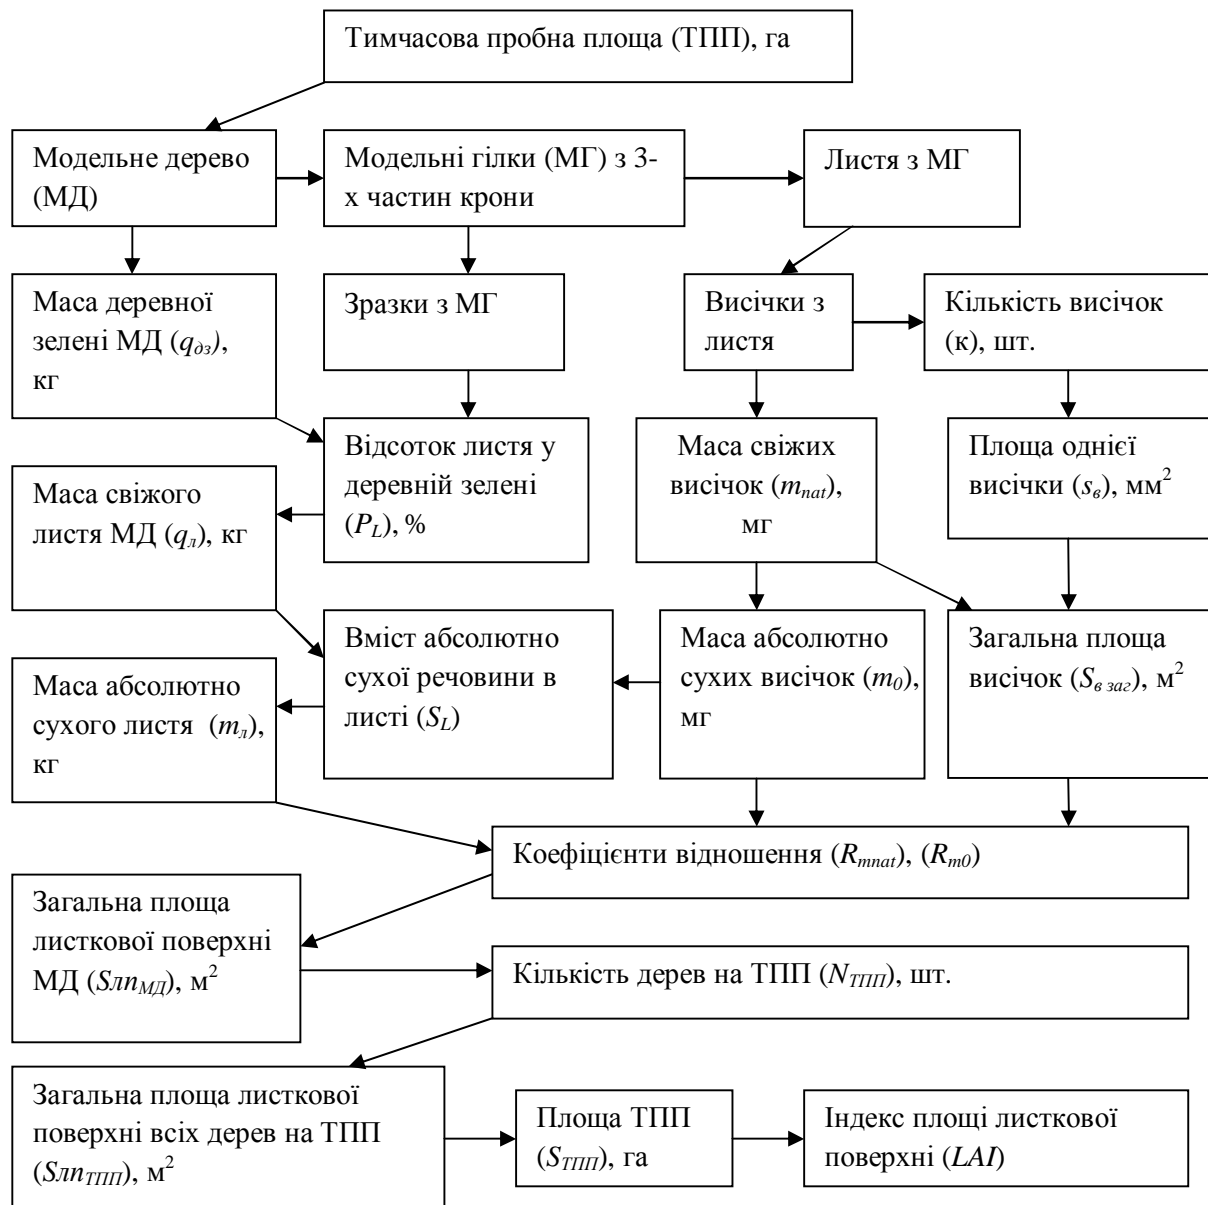 Тимчасова пробна площа (ТПП), га
Модельне дерево
(МД)
Модельні гілки (МГ) з 3-
х частин крони
Листя з МГ
Маса деревної
зелені МД (qдз),
кг
Зразки з МГ
Висічки з
листя
Кількість висічок
(к), шт.
Маса свіжого
листя МД (qл), кг
Відсоток листя у
деревній зелені
(PL), %
Маса свіжих
висічок (mnat),
мг
Площа однієї
висічки (sв), мм²
Маса абсолютно
сухого листя (mл),
кг
Вміст абсолютно
сухої речовини в
листі (SL)
Маса абсолютно
сухих висічок (m0),
мг
Загальна площа
висічок (Sв заг), м²
Коефіцієнти відношення (Rmnat), (Rm0)
Загальна площа
листкової поверхні
МД (SлпМД), м²
Кількість дерев на ТПП (NТПП), шт.
Загальна площа листкової
поверхні всіх дерев на ТПП
(SлпТПП), м²
Площа ТПП
(SТПП), га
Індекс площі листкової
поверхні (LAI)